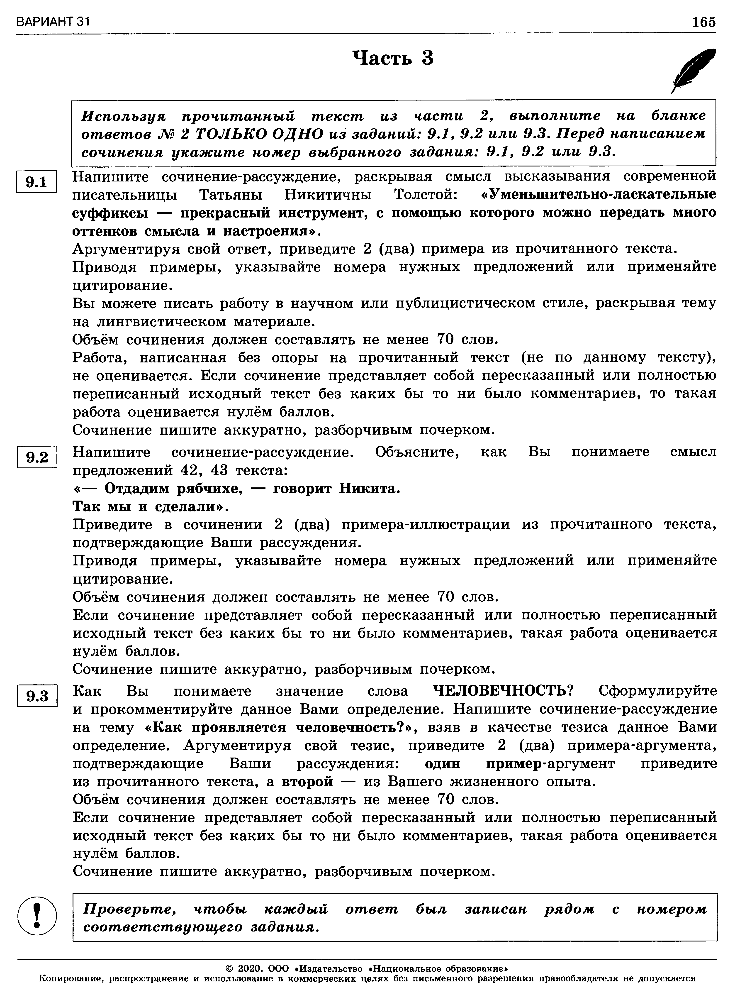 ВАРИАНТ 31
165
Часть 3
Используя прочитанный текст из части 2, выполните на бланке
ответов № 2 ТОЛЬКО ОДНО из заданий: 9.1, 9.2 или 9.3. Перед написанием
сочинения укажите номер выбранного задания: 9.1, 9.2 или 9.3.
9.1
Напишите сочинение-рассуждение, раскрывая смысл высказывания современной
писательницы Татьяны Никитичны Толстой: «Уменьшительно-ласкательные
суффиксы — прекрасный инструмент, с помощью которого можно передать много
оттенков смысла и настроения».
Аргументируя свой ответ, приведите 2 (два) примера из прочитанного текста.
Приводя примеры, указывайте номера нужных предложений или применяйте
цитирование.
Вы можете писать работу в научном или публицистическом стиле, раскрывая тему
на лингвистическом материале.
Объём сочинения должен составлять не менее 70 слов.
Работа, написанная без опоры на прочитанный текст (не по данному тексту),
не оценивается. Если сочинение представляет собой пересказанный или полностью
переписанный исходный текст без каких бы то ни было комментариев, то такая
работа оценивается нулём баллов.
Сочинение пишите аккуратно, разборчивым почерком.
9.2
Напишите сочинение-рассуждение. Объясните, как Вы понимаете смысл
предложений 42, 43 текста:
«— Отдадим рябчихе, — говорит Никита.
Так мы и сделали».
Приведите в сочинении 2 (два) примера-иллюстрации из прочитанного текста,
подтверждающие Ваши рассуждения.
Приводя примеры, указывайте номера нужных предложений или применяйте
цитирование.
Объём сочинения должен составлять не менее 70 слов.
Если сочинение представляет собой пересказанный или полностью переписанный
исходный текст без каких бы то ни было комментариев, такая работа оценивается
нулём баллов.
Сочинение пишите аккуратно, разборчивым почерком.
9.3
Как Вы понимаете значение слова ЧЕЛОВЕЧНОСТЬ? Сформулируйте
и прокомментируйте данное Вами определение. Напишите сочинение-рассуждение
на тему «Как проявляется человечность?», взяв в качестве тезиса данное Вами
определение. Аргументируя свой тезис, приведите 2 (два) примера-аргумента,
подтверждающие Ваши рассуждения: один пример-аргумент приведите
из прочитанного текста, а второй — из Вашего жизненного опыта.
Объём сочинения должен составлять не менее 70 слов.
Если сочинение представляет собой пересказанный или полностью переписанный
исходный текст без каких бы то ни было комментариев, такая работа оценивается
нулём баллов.
Сочинение пишите аккуратно, разборчивым почерком.
!
Проверьте, чтобы каждый ответ был записан рядом с номером
соответствующего задания.
© 2020. ООО «Издательство «Национальное образование»
Копирование, распространение и использование в коммерческих целях без письменного разрешения правообладателя не допускается